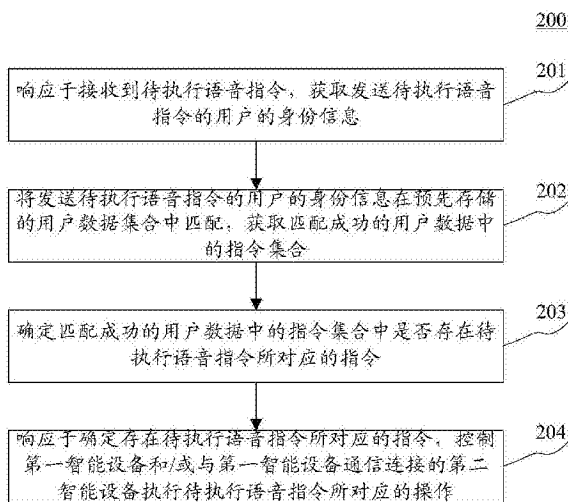 200
201
响应于接收到待执行语音指令，获取发送待执行语音
指令的用户的身份信息
202
将发送待执行语音指令的用户的身份信息在预先存储
的用户数据集合中匹配，获取匹配成功的用户数据中
的指令集合
203
确定匹配成功的用户数据中的指令集合中是否存在待
执行语音指令所对应的指令
204
响应于确定存在待执行语音指令所对应的指令，控制
第一智能设备和/或与第一智能设备通信连接的第二
智能设备执行待执行语音指令所对应的操作